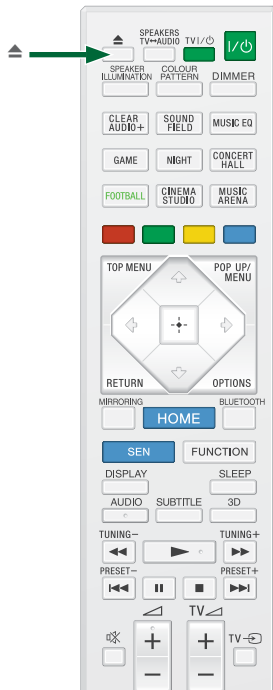 SPEAKERS
TV↔AUDIO TV I/⏻
I/⏻
SPEAKER ILLUMINATION
COLOUR PATTERN
DIMMER
CLEAR AUDIO+
SOUND FIELD
MUSIC EQ
GAME
NIGHT
CONCERT HALL
FOOTBALL
CINEMA STUDIO
MUSIC ARENA
TOP MENU
POP UP/ MENU
RETURN
OPTIONS
MIRRORING
HOME
BLUETOOTH
SEN
FUNCTION
DISPLAY
SLEEP
AUDIO
SUBTITLE
3D
TUNING–
TUNING+
PRESET–
PRESET+
TV
+
+
TV
–
–